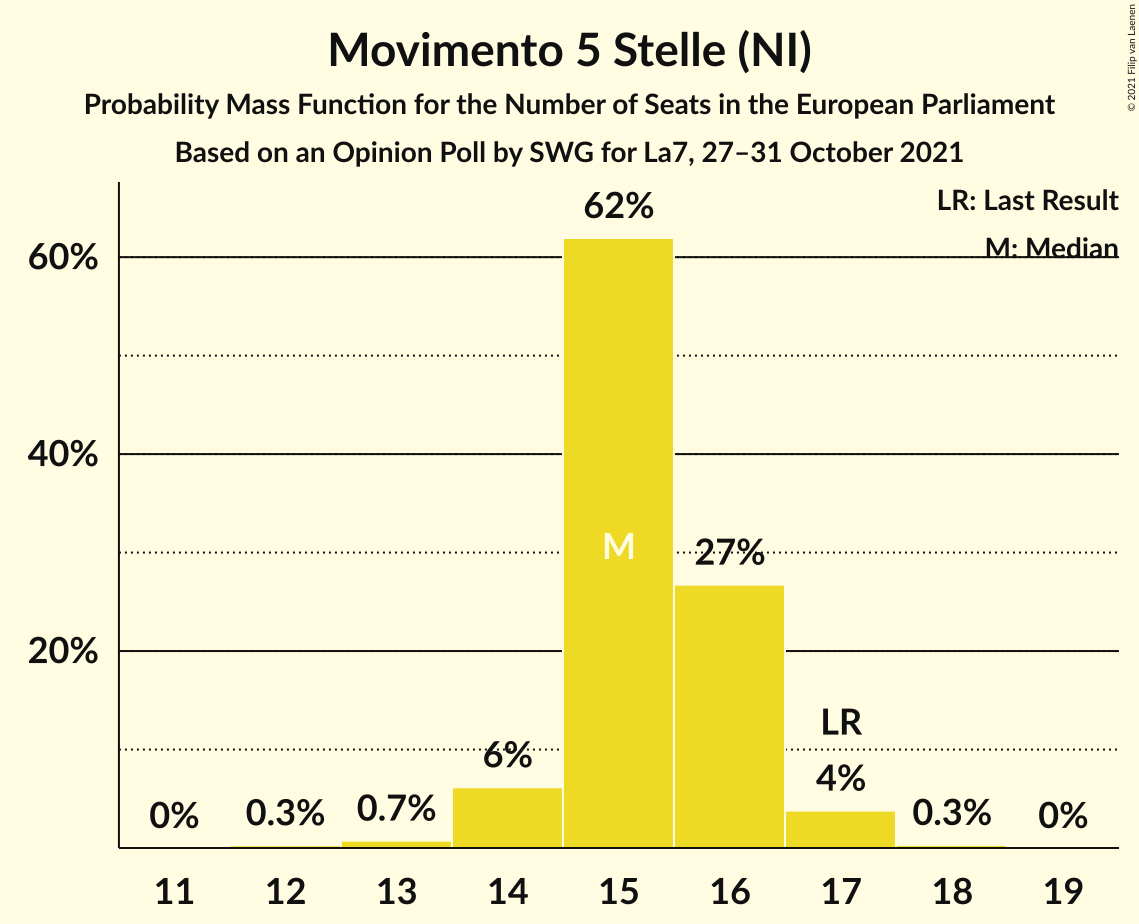 Movimento 5 Stelle (NI)
Probability Mass Function for the Number of Seats in the European Parliament
Based on an Opinion Poll by SWG for La7, 27–31 October 2021
© 2021 Filip van Laenen
LR: Last Result
M: Median
60%
40%
20%
0%
0.3%
0.7%
6%
62%
M
27%
LR
4%
0.3%
0%
11 12 13 14 15 16 17 18 19